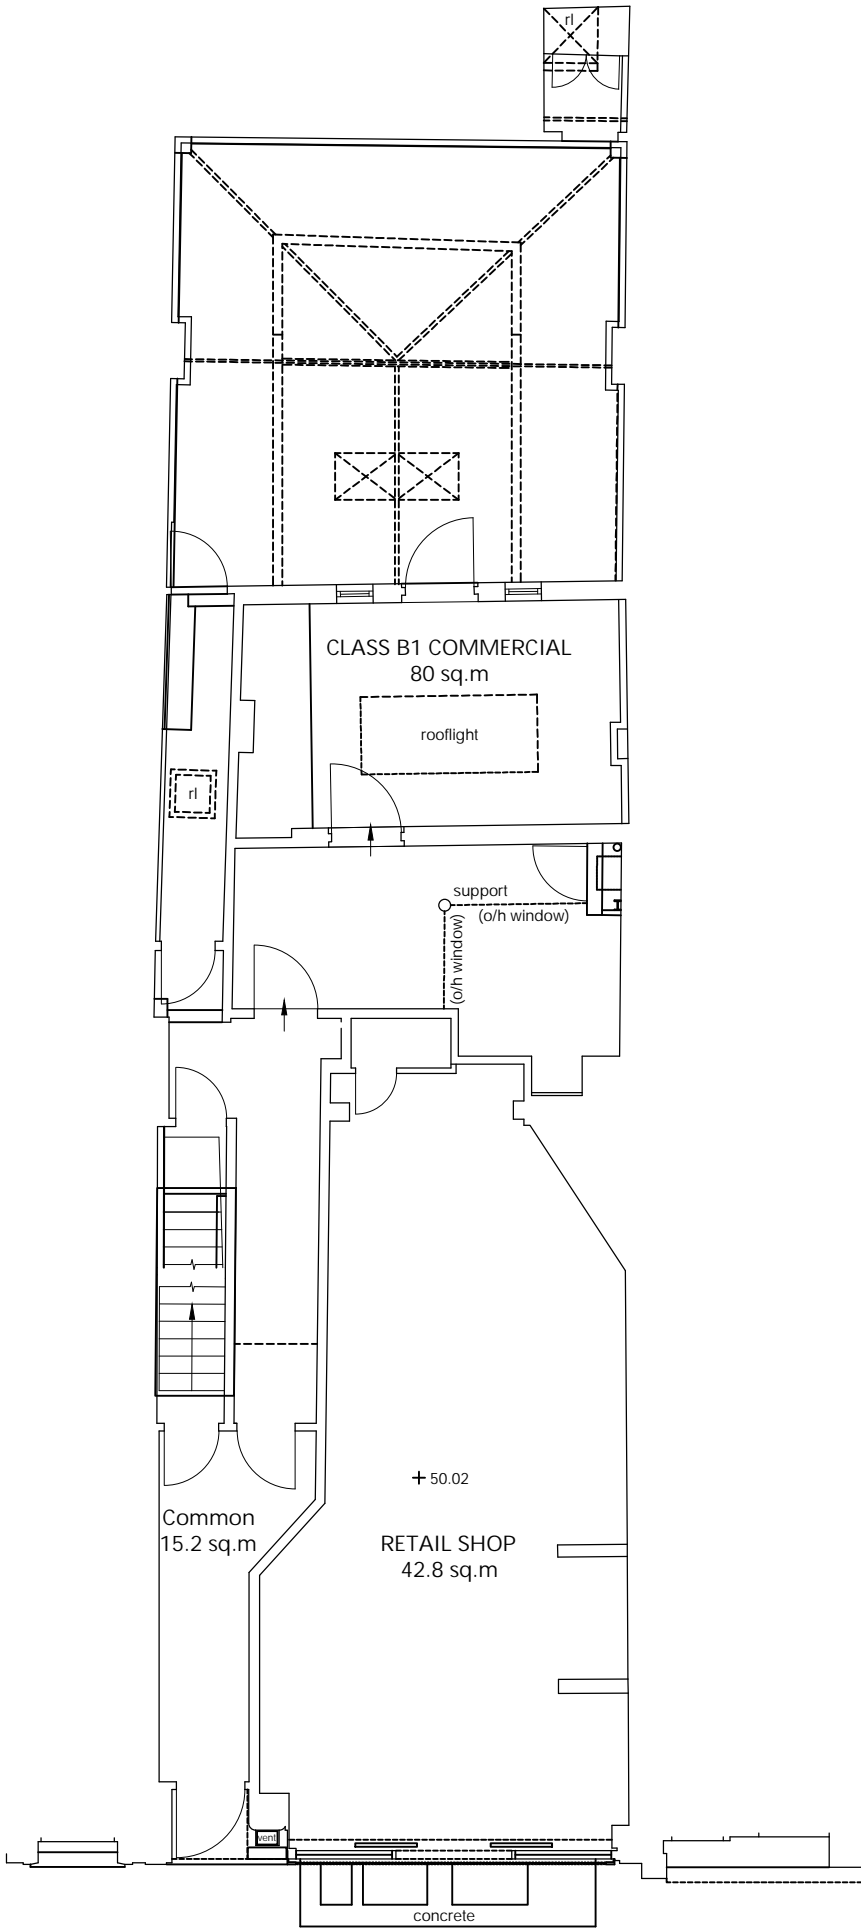 rl
CLASS B1 COMMERCIAL
80 sq.m
rooflight
rl
support
(o/h window)
(o/h window)
50.02
Common
15.2 sq.m
RETAIL SHOP
42.8 sq.m
vent
concrete